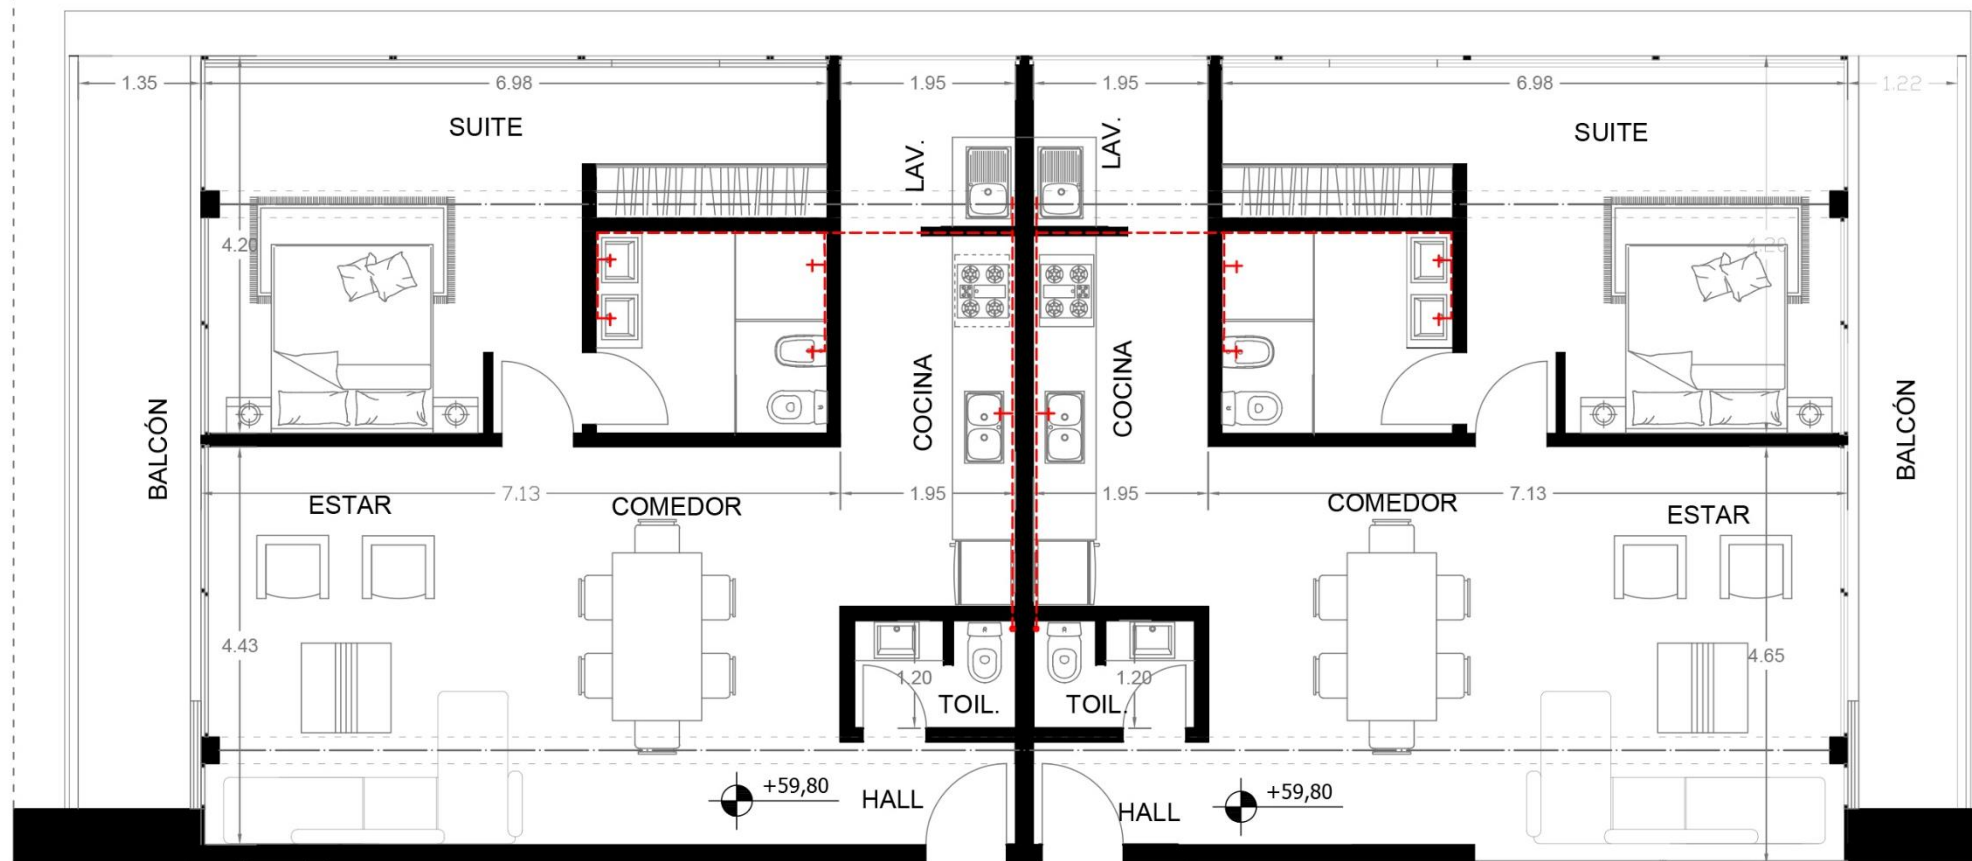 1.35
6.98
1.95
1.95
6.98
1.22
SUITE
LAV.
LAV.
SUITE
4.20
4.20
COCINA
COCINA
BALCÓN
BALCÓN
7.13
1.95
1.95
7.13
ESTAR
COMEDOR
COMEDOR
ESTAR
4.43
1.20
1.20
4.65
TOIL.
TOIL.
+59,80
HALL
HALL
+59,80